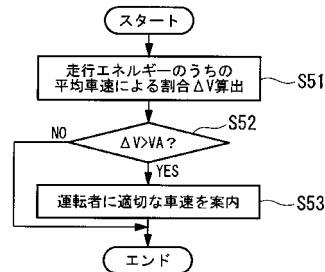 スタート
走行エネルギーのうちの
平均車速による割合ΔV算出
S51
S52
ΔV>VA?
NO
YES
運転者に適切な車速を案内
S53
エンド